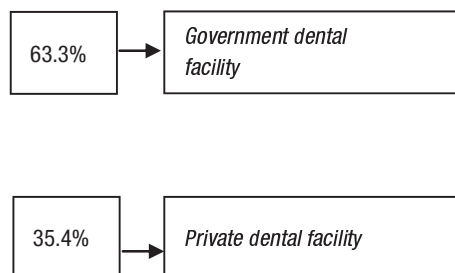 63.3%
Government dental
facility
35.4%
Private dental facility